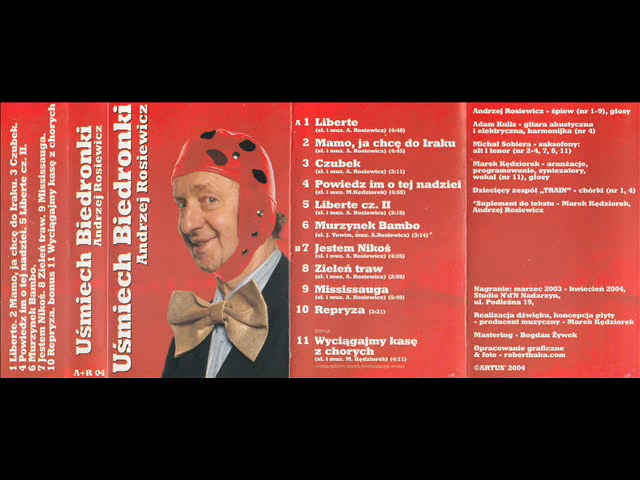 1 Liberte. 2 Mamo, ja chcę do Iraku. 3 Czubek.
4 Powiedz im o tej nadziei. 5 Liberte cz. II.
6 Murzynek Bambo.
7 Jestem Nikoś. 8 Zieleń traw. 9 Mississauga.
10 Repryza. bonus 11 Wyciągajmy kasę z chorych
Uśmiech Biedronki
Andrzej Rosiewicz
A+R 04
Uśmiech Biedronki
Andrzej Rosiewicz
A 1 Liberte
(sł. i muz. A. Rosiewicz) (4:48)
2 Mamo, ja chcę do Iraku
(sł. i muz. A. Rosiewicz) (4:45)
3 Czubek
(sł. i muz. A. Rosiewicz) (3:11)
4 Powiedz im o tej nadziei
(sł. i muz. M.Kędziorek) (4:55)
5 Liberte cz. II
(sł. i muz. A. Rosiewicz) (3:18)
6 Murzynek Bambo
(sł. J. Tuwim, muz. A.Rosiewicz) (3:14) *
B 7 Jestem Nikoś
(sł. i muz. A. Rosiewicz) (4:26)
8 Zieleń traw
(sł. i muz. A. Rosiewicz) (2:58)
9 Mississauga
(sł. i muz. A. Rosiewicz) (5:49)
10 Repryza (3:21)
bonus
11 Wyciągajmy kasę
z chorych
(sł. i muz. M. Kędziorek) (4:11)
Andrzej Rosiewicz - śpiew (nr 1-9), głosy
Adam Kulis - gitara akustyczna
i elektryczna, harmonijka (nr 4)
Michał Sobiera - saksofony:
alt i tenor (nr 2-4, 7, 8, 11)
Marek Kędziorek - aranżacje,
programowanie, syntezatory,
wokal (nr 11), głosy
Dziecięcy zespół „TRAIN” - chórki (nr 1, 4)
*Suplement do tekstu - Marek Kędziorek,
Andrzej Rosiewicz
Nagranie: marzec 2003 - kwiecień 2004,
Studio N'd'N Nadarzyn,
ul. Podleśna 19,
Realizacja dźwięku, koncepcja płyty
- producent muzyczny - Marek Kędziorek
Mastering - Bogdan Żywek
Opracowanie graficzne
& foto - robertbaka.com
©ARTUS' 2004